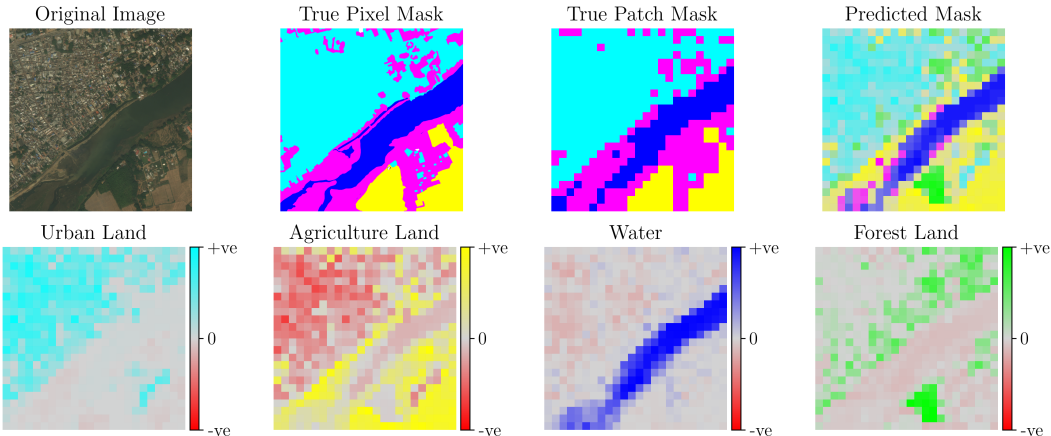 Original Image
True Pixel Mask
True Patch Mask
Predicted Mask
Urban Land
Agriculture Land
Water
Forest Land
+ve
0
-ve
+ve
0
-ve
+ve
0
-ve
+ve
0
-ve